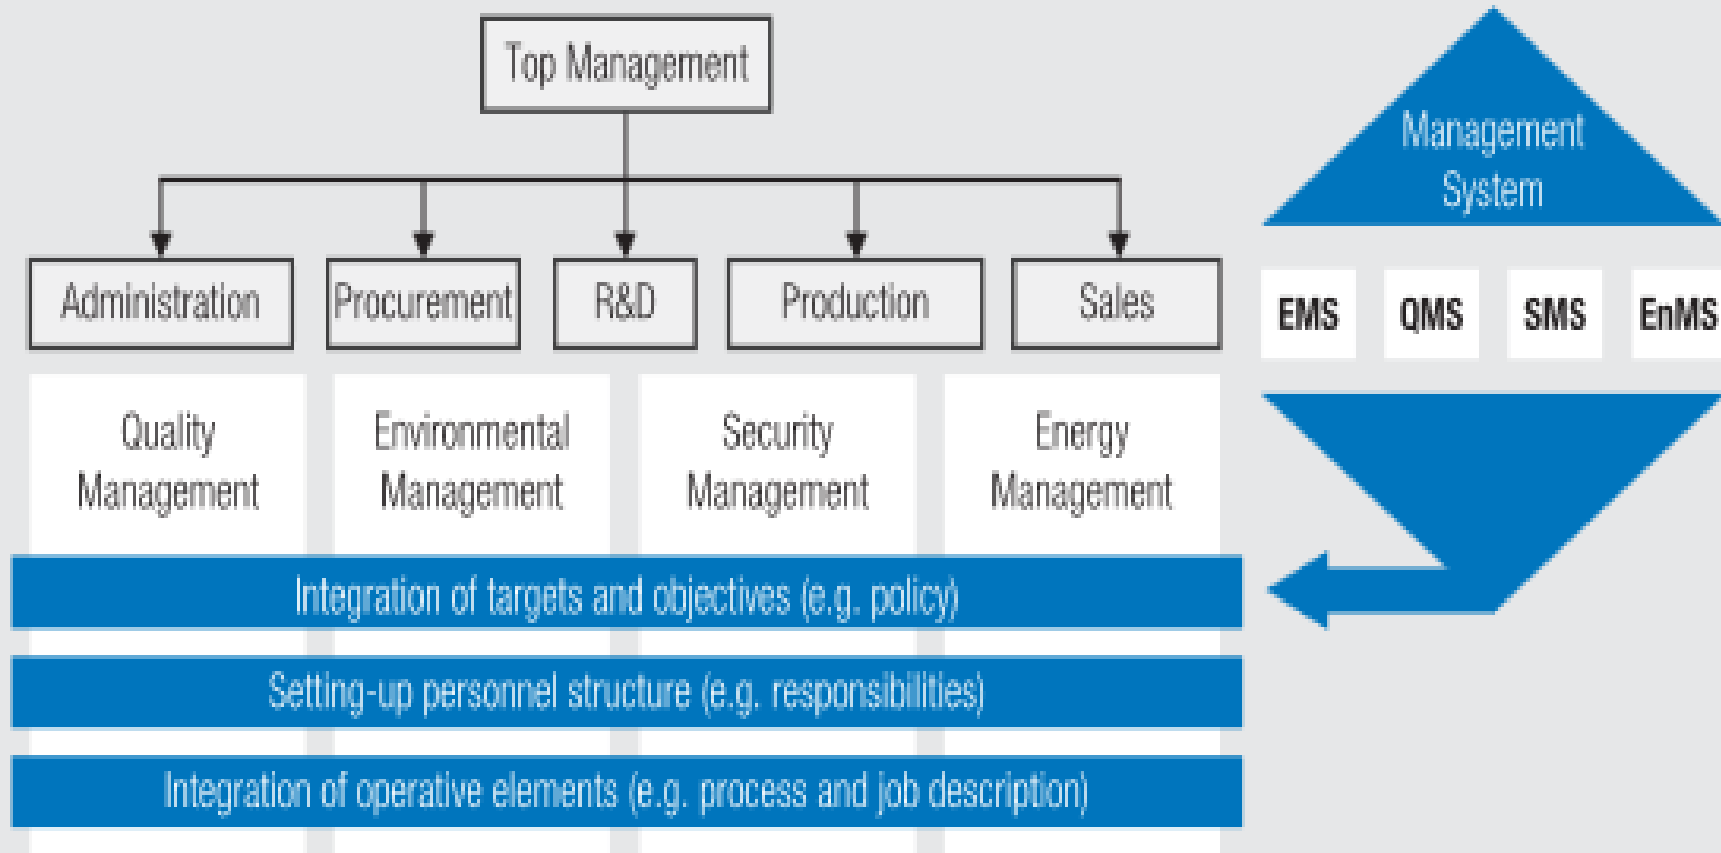 Top Management
Management
System
Administration
Procurement
R&D
Production
Sales
EMS
QMS
SMS
EnMS
Quality
Management
Environmental
Management
Security
Management
Energy
Management
Integration of targets and objectives (e.g. policy)
Setting-up personnel structure (e.g. responsibilities)
Integration of operative elements (e.g. process and job description)